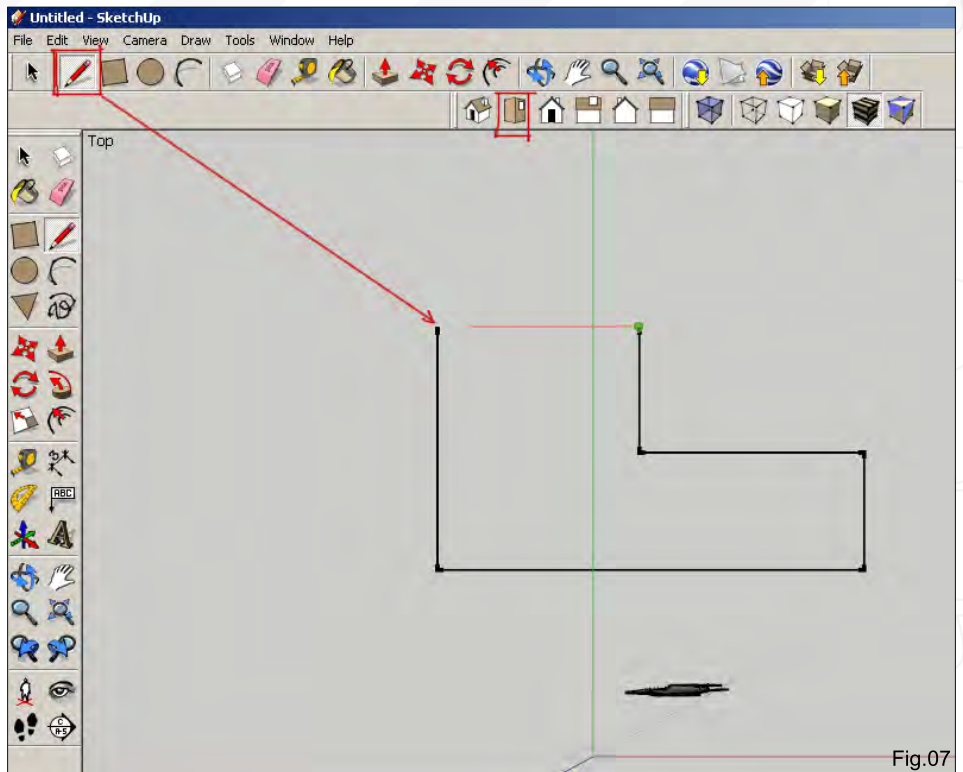 Untitled - SketchUp
File Edit View Camera Draw Tools Window Help
Top
ABC
Fig.07